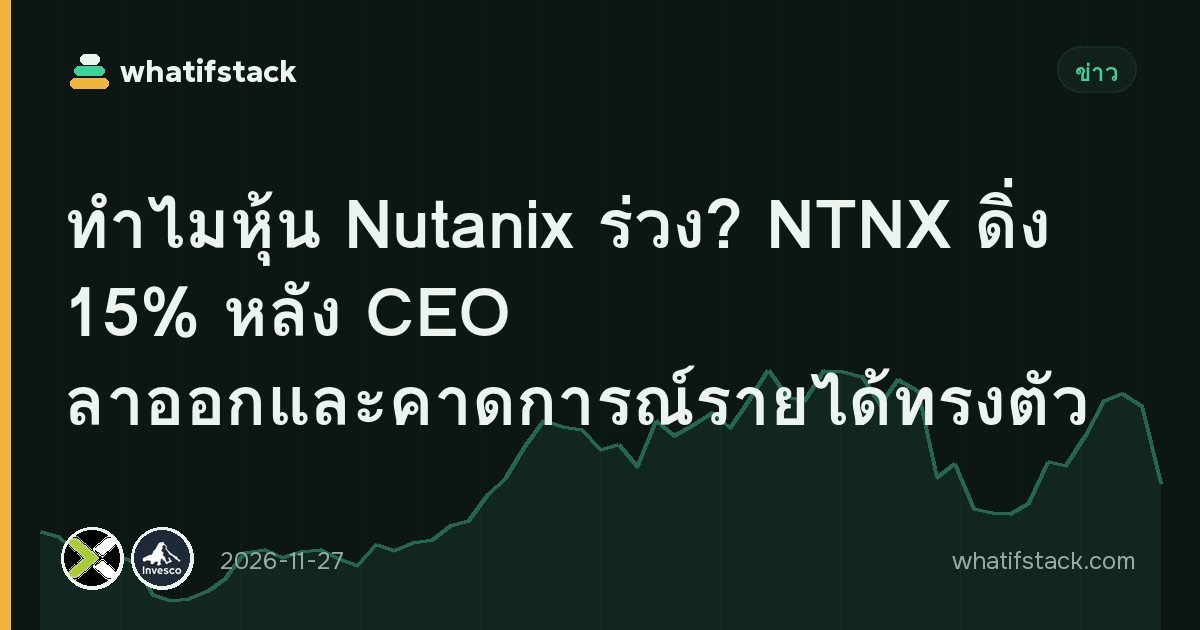 whatifstack
ข่าว
ทำไมหุ้น Nutanix ร่วง? NTNX ดิ่ง
15% หลัง CEO
ลาออกและคาดการณ์รายได้ทรงตัว
Invesco
2026-11-27
whatifstack.com